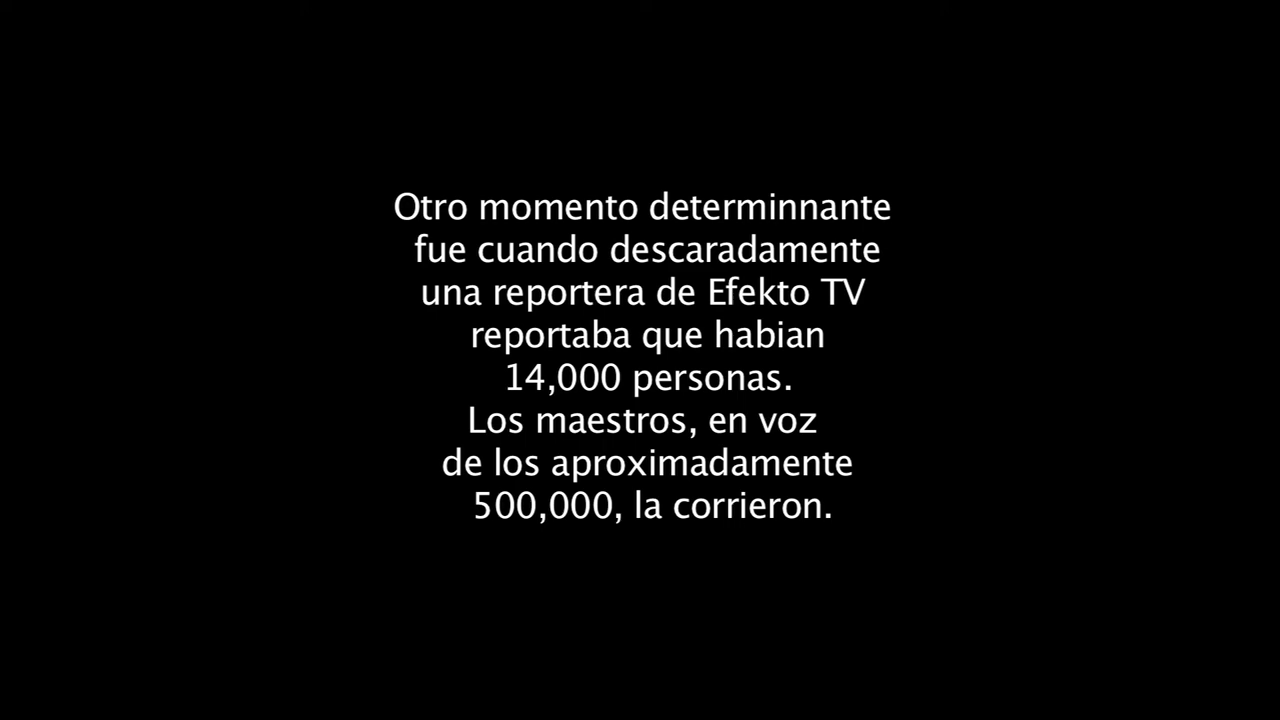 Otro momento determinnante
fue cuando descaradamente
una reportera de Efekto TV
reportaba que habian
14,000 personas.
Los maestros, en voz
de los aproximadamente
500,000, la corrieron.